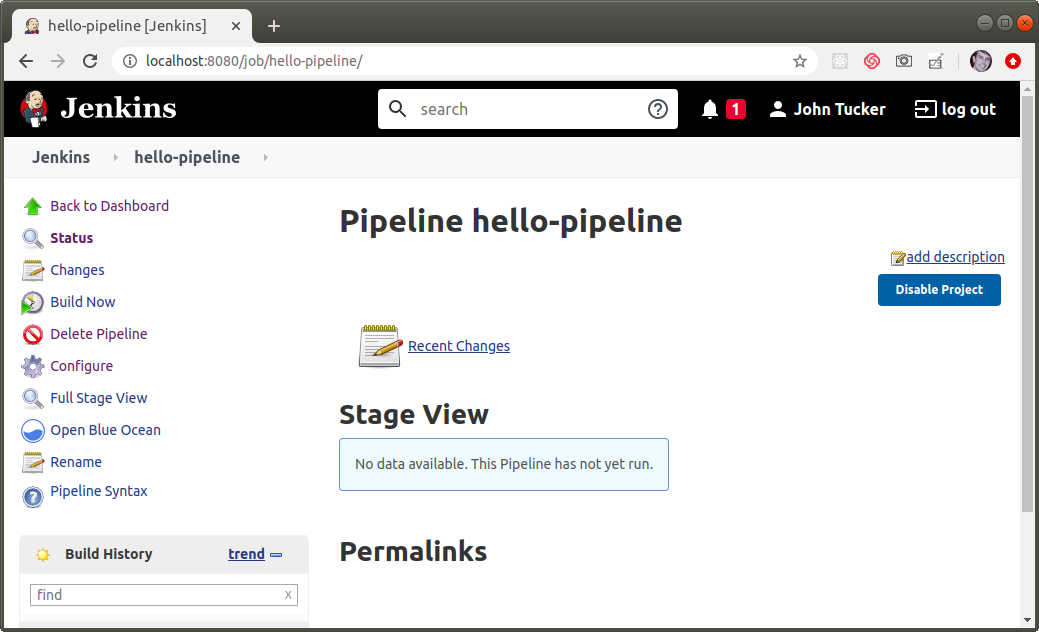 hello-pipeline [Jenkins]
localhost:8080/job/hello-pipeline/
Jenkins
search
1
John Tucker
log out
Jenkins
hello-pipeline
Back to Dashboard
Status
Changes
Build Now
Delete Pipeline
Configure
Full Stage View
Open Blue Ocean
Rename
Pipeline Syntax
Build History
trend
find
x
Pipeline hello-pipeline
add description
Disable Project
Recent Changes
Stage View
No data available. This Pipeline has not yet run.
Permalinks